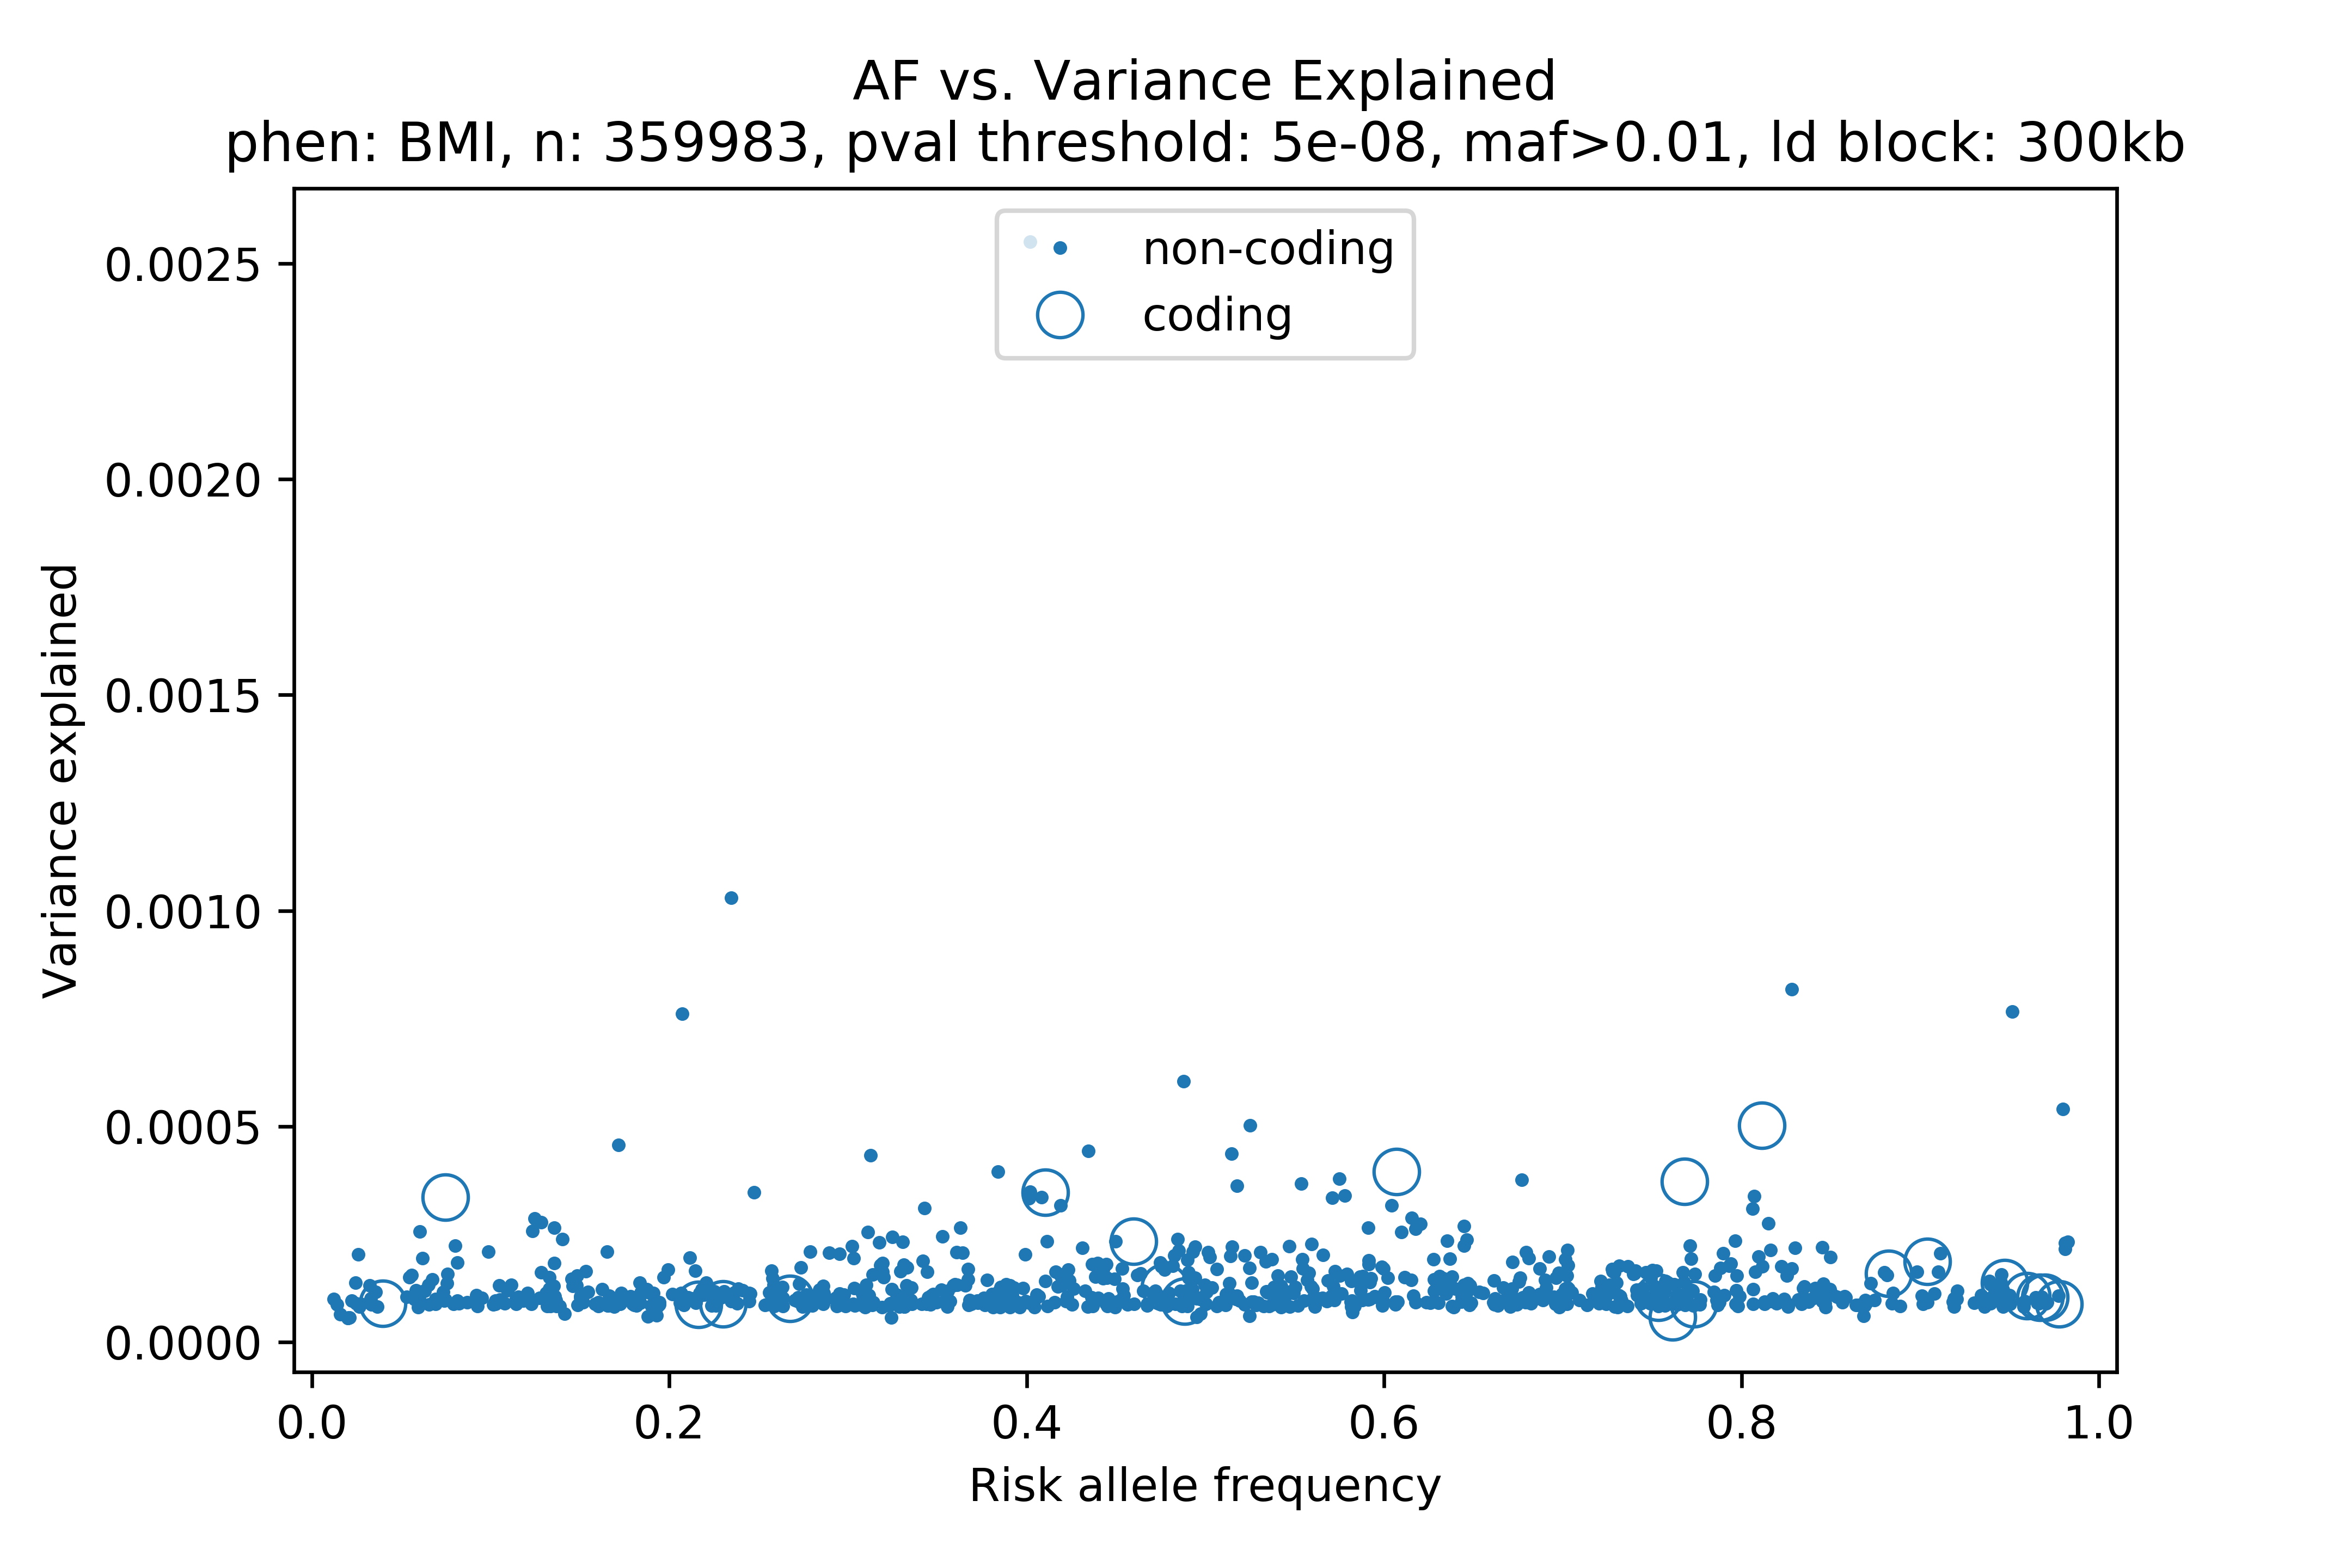 AF vs. Variance Explained
phen: BMI, n: 359983, pval threshold: 5e-08, maf>0.01, ld block: 300kb
non-coding
coding
0.0025
0.0020
0.0015
0.0010
0.0005
0.0000
Variance explained
0.0 0.2 0.4 0.6 0.8 1.0
Risk allele frequency